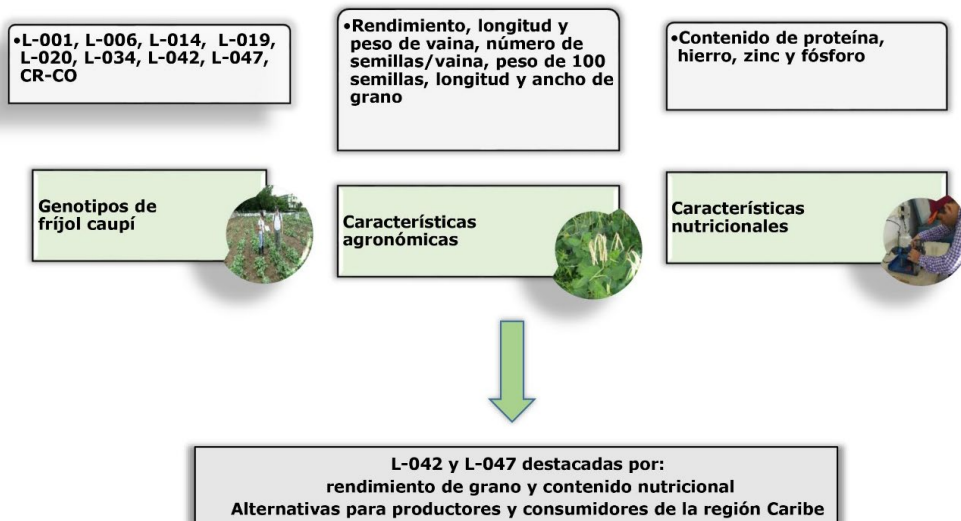 •L-001, L-006, L-014, L-019,
L-020, L-034, L-042, L-047,
CR-CO
•Rendimiento, longitud y
peso de vaina, número de
semillas/vaina, peso de 100
semillas, longitud y ancho de
grano
•Contenido de proteína,
hierro, zinc y fósforo
Genotipos de
fríjol caupí
Características
agronómicas
Características
nutricionales
L-042 y L-047 destacadas por:
rendimiento de grano y contenido nutricional
Alternativas para productores y consumidores de la región Caribe